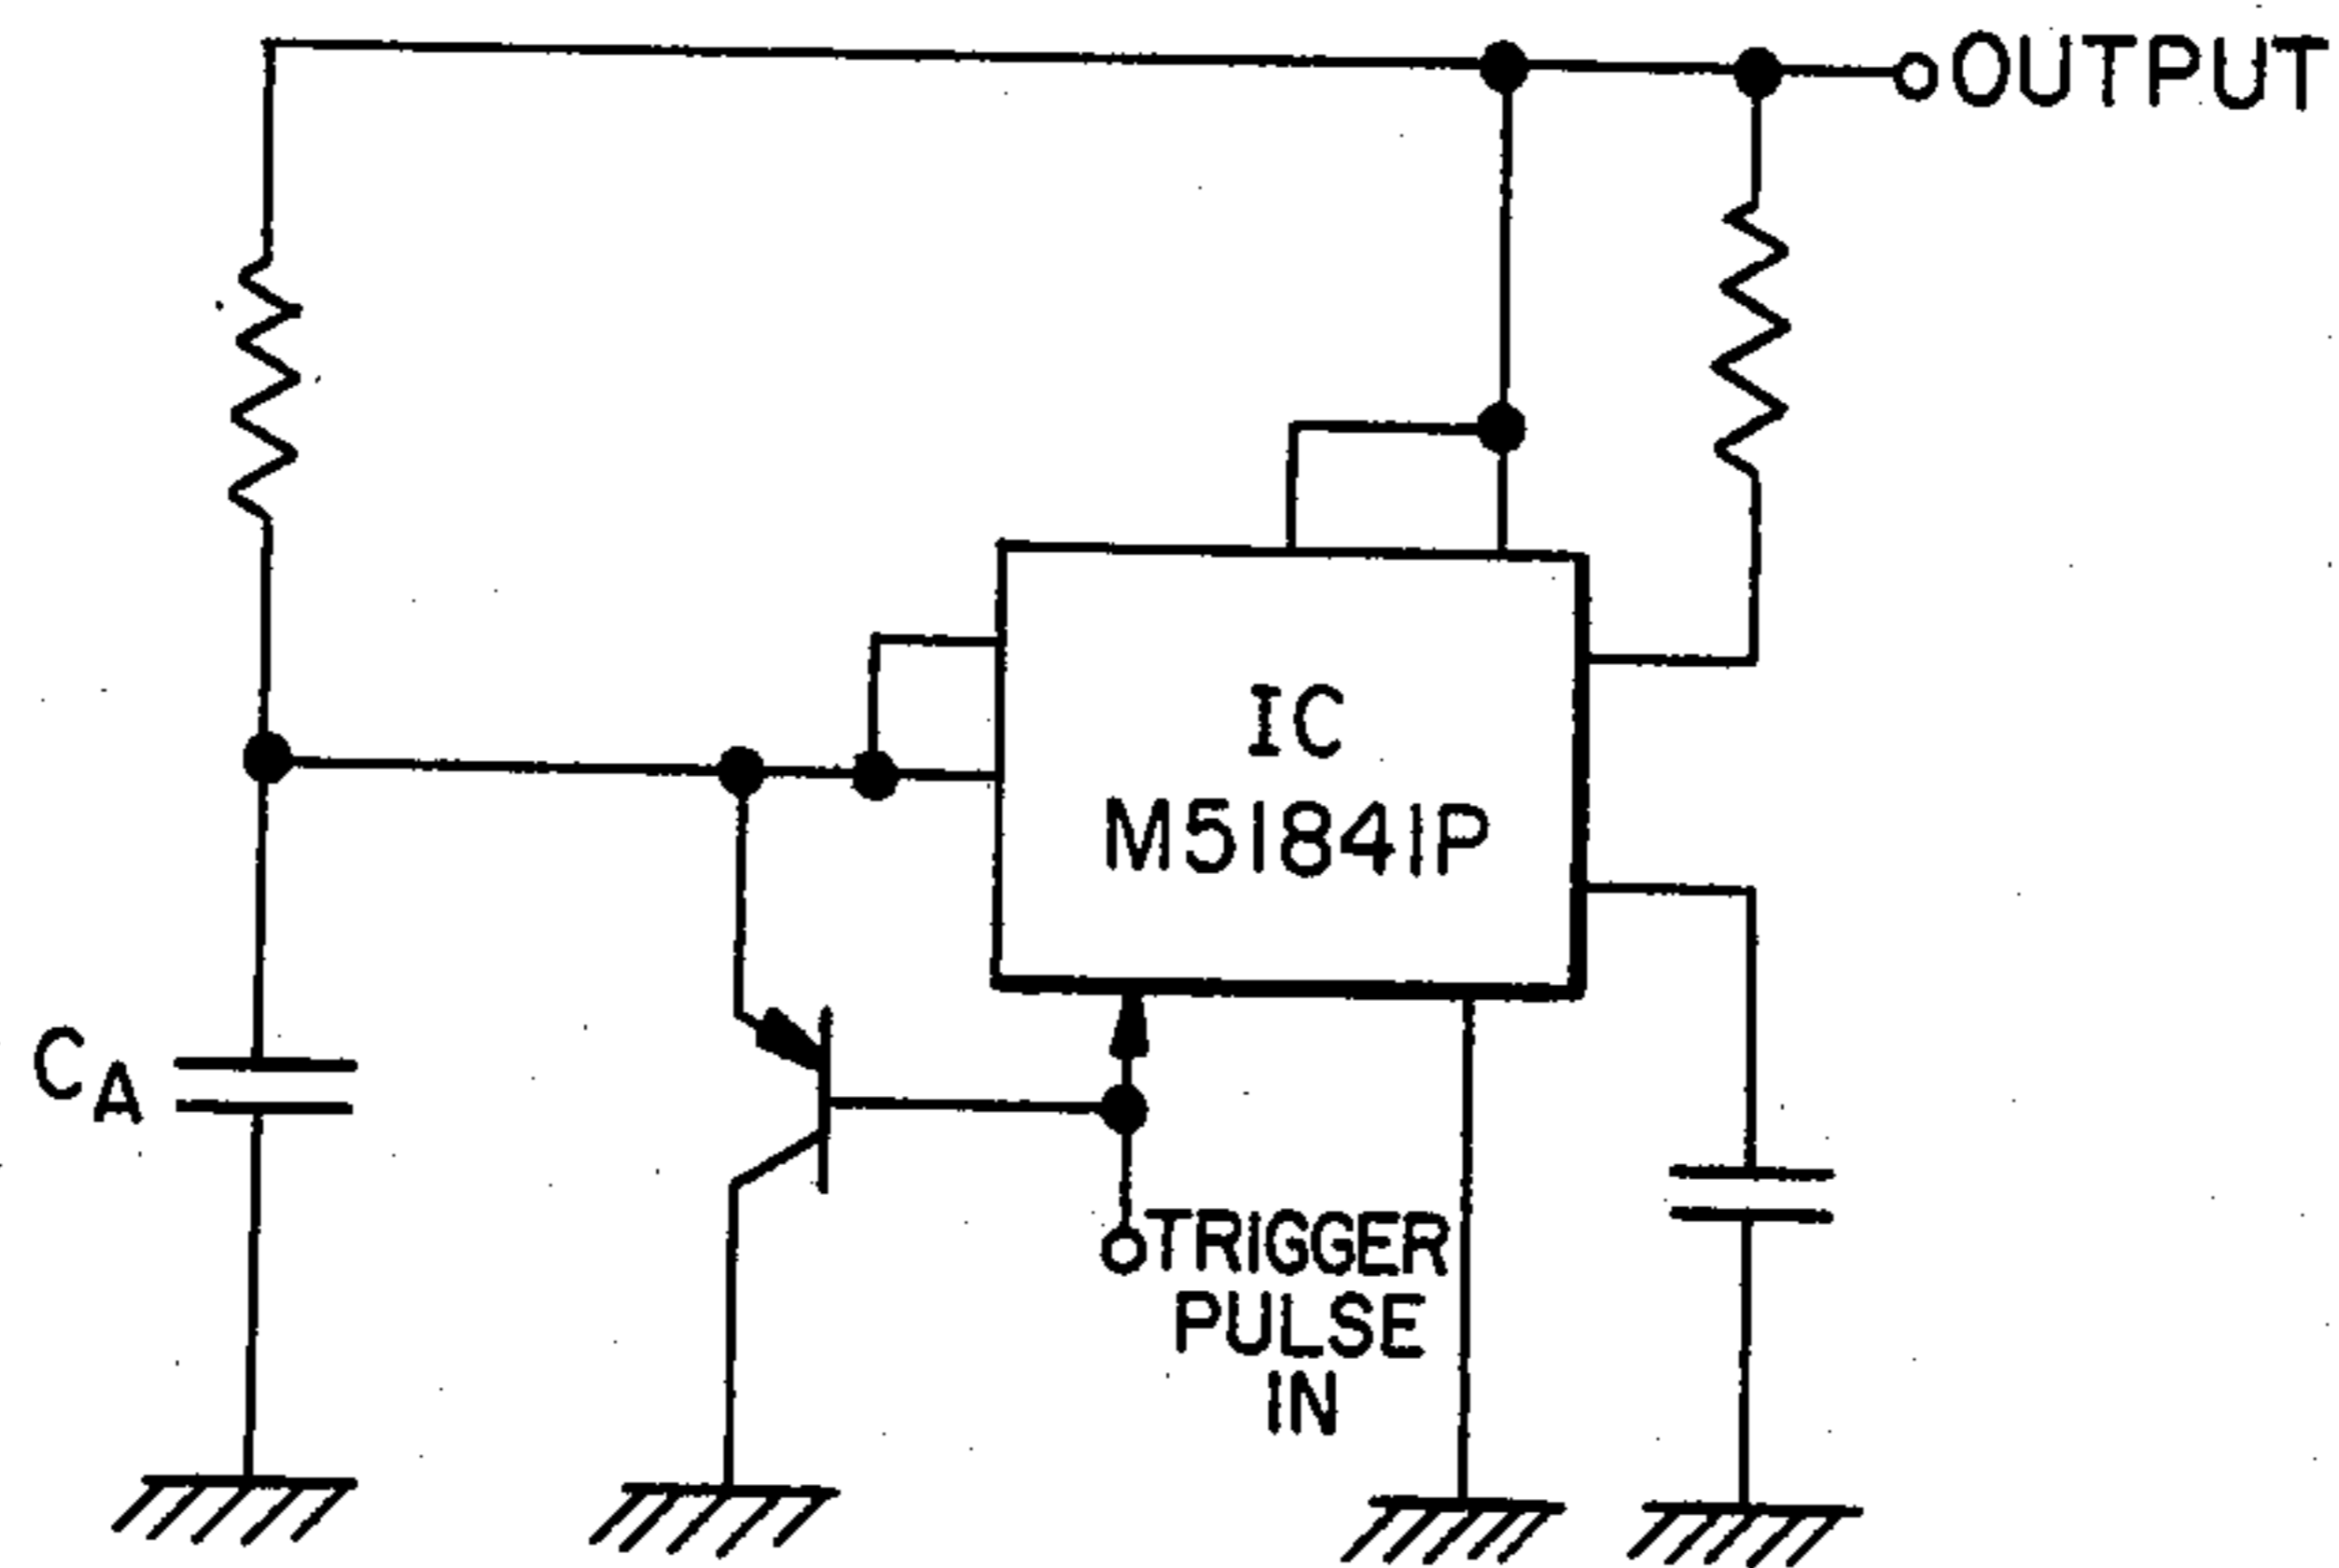 OUTPUT
IC
M51841P
CA
TRIGGER
PULSE
IN